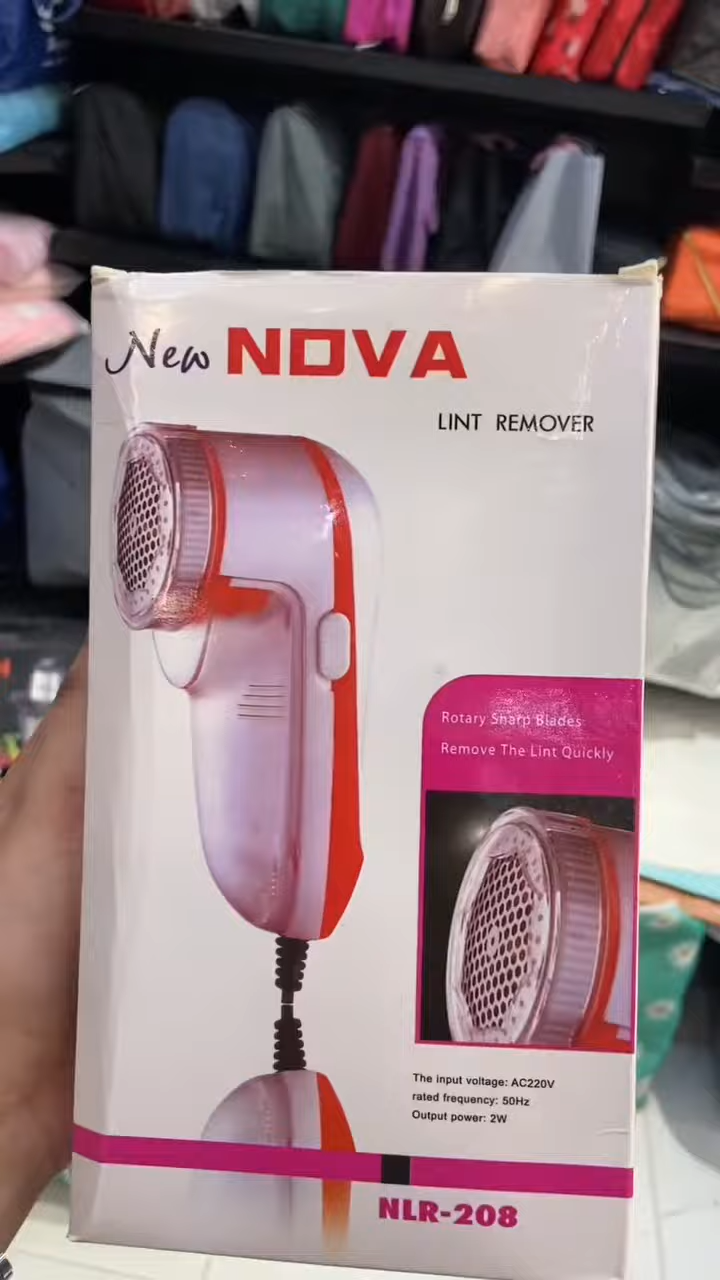 New NOVA
LINT REMOVER
Rotary Sharp Blades
Remove The Lint Quickly
The input voltage: AC220V
rated frequency: 50Hz
Output power: 2W
NLR-208